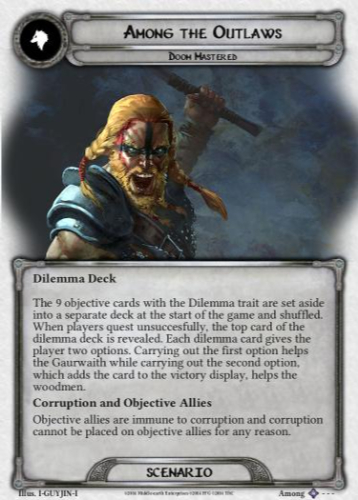 Among the Outlaws
Doom Mastered
Dilemma Deck
The 9 objective cards with the Dilemma trait are set aside
into a separate deck at the start of the game and shuffled.
When players quest unsuccesfully, the top card of the
dilemma deck is revealed. Each dilemma card gives the
player two options. Carrying out the first option helps
the Gaurwaith while carrying out the second option,
which adds the card to the victory display, helps the
woodmen.
Corruption and Objective Allies
Objective allies are immune to corruption and corruption
cannot be placed on objective allies for any reason.
SCENARIO
Illus. I-GUYJIN-I
Among - - -